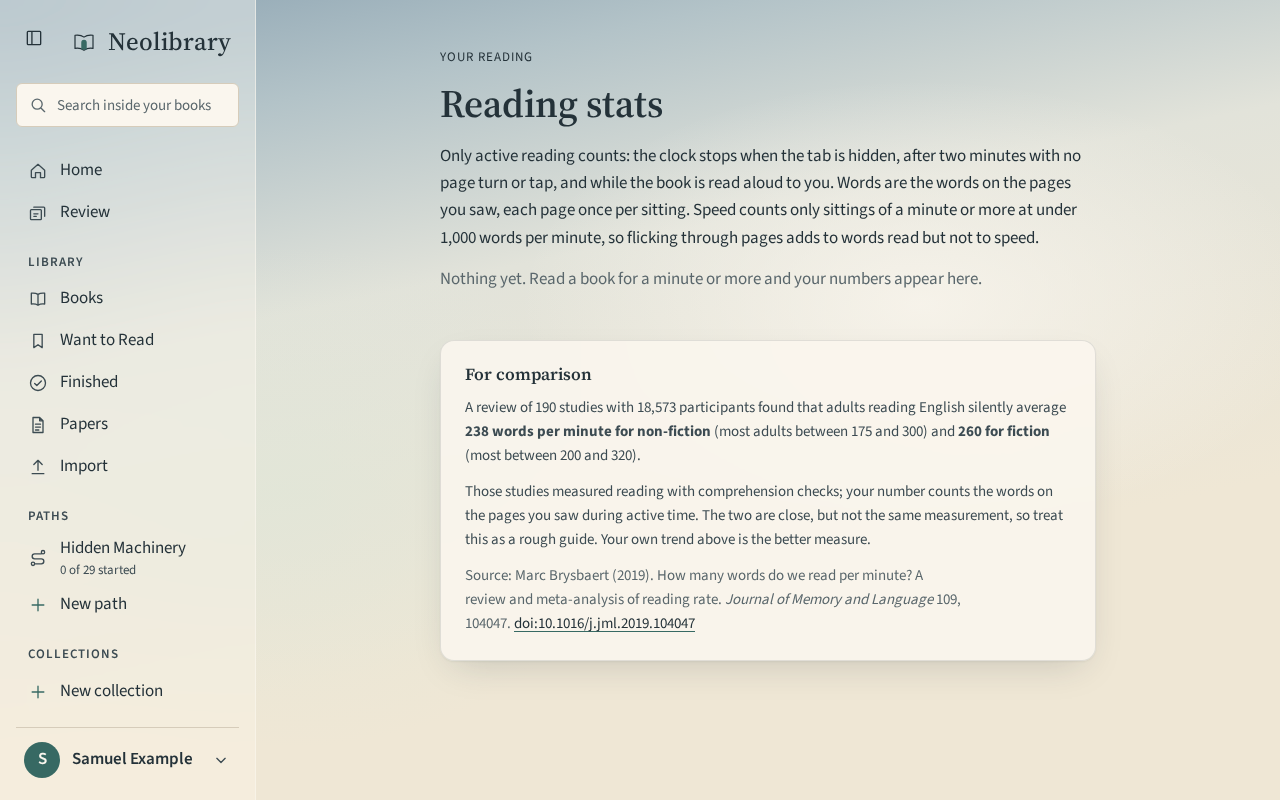 Neolibrary
Search inside your books
Home
Review
LIBRARY
Books
Want to Read
Finished
Papers
Import
PATHS
Hidden Machinery
0 of 29 started
New path
COLLECTIONS
New collection
S
Samuel Example
YOUR READING
Reading stats
Only active reading counts: the clock stops when the tab is hidden, after two minutes with no
page turn or tap, and while the book is read aloud to you. Words are the words on the pages
you saw, each page once per sitting. Speed counts only sittings of a minute or more at under
1,000 words per minute, so flicking through pages adds to words read but not to speed.
Nothing yet. Read a book for a minute or more and your numbers appear here.
For comparison
A review of 190 studies with 18,573 participants found that adults reading English silently average
238 words per minute for non-fiction (most adults between 175 and 300) and 260 for fiction
(most between 200 and 320).
Those studies measured reading with comprehension checks; your number counts the words on
the pages you saw during active time. The two are close, but not the same measurement, so treat
this as a rough guide. Your own trend above is the better measure.
Source: Marc Brysbaert (2019). How many words do we read per minute? A
review and meta-analysis of reading rate. Journal of Memory and Language 109,
104047. doi:10.1016/j.jml.2019.104047